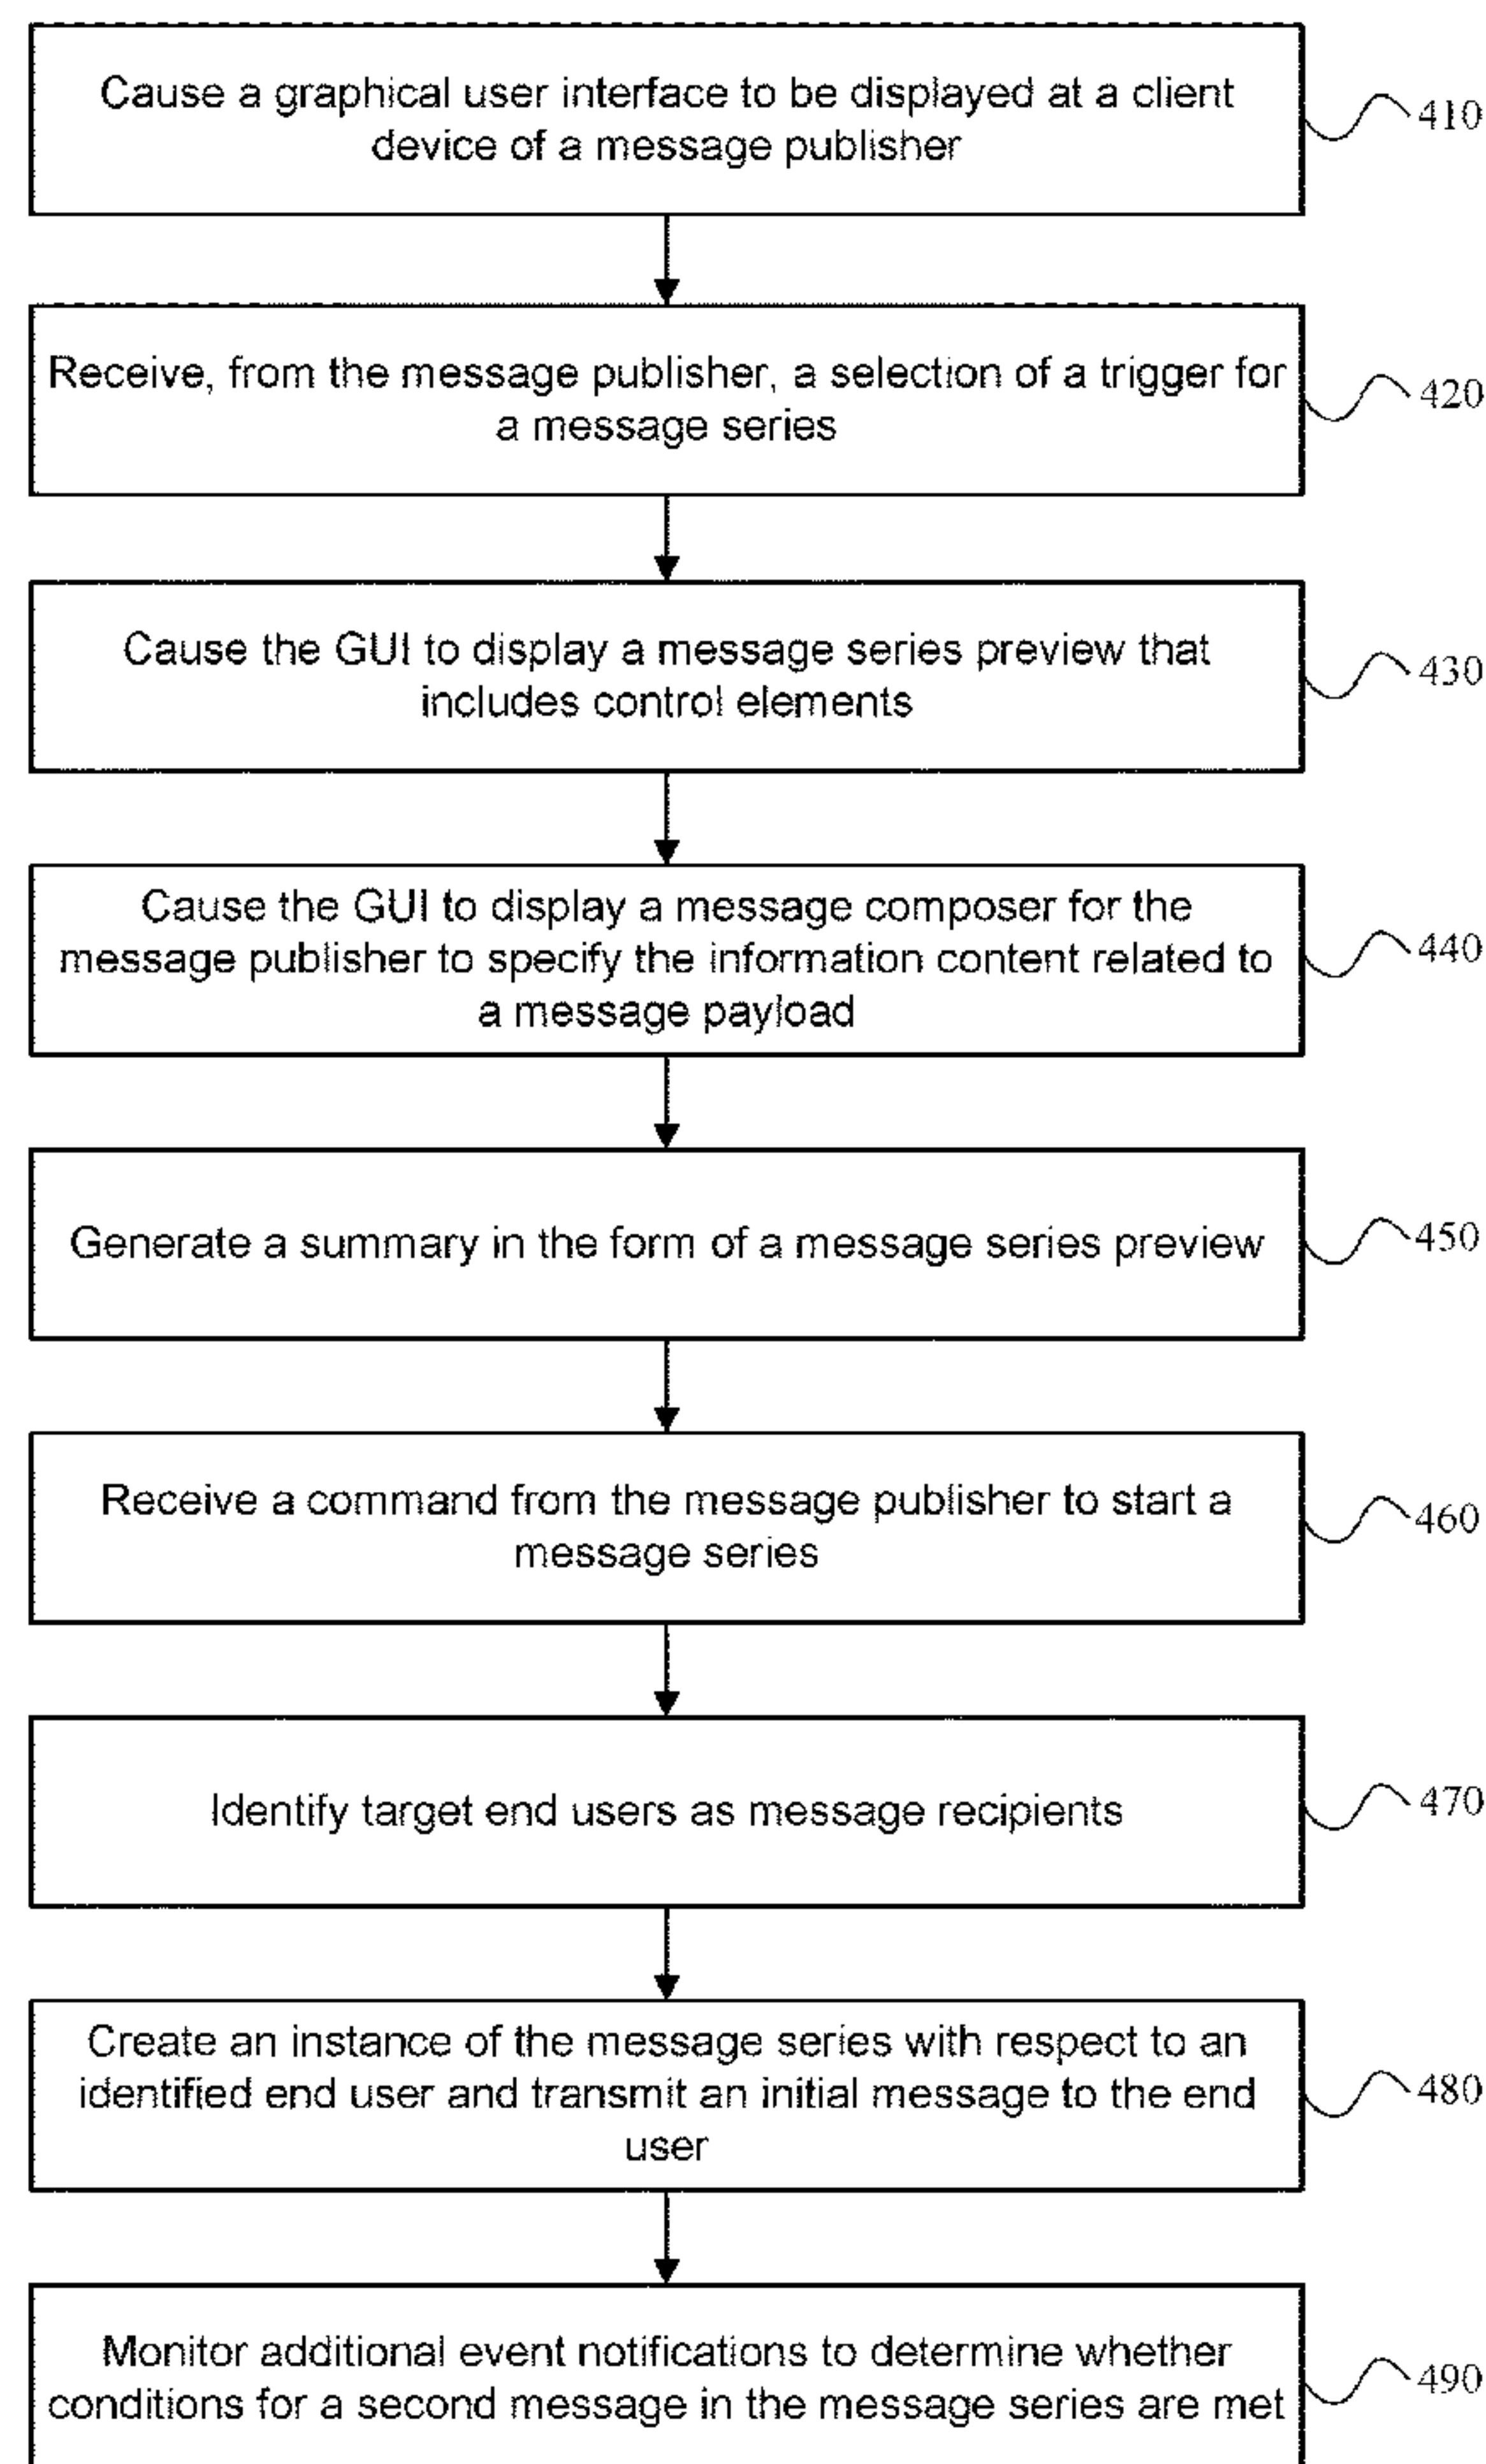 Cause a graphical user interface to be displayed at a client
device of a message publisher
410
Receive, from the message publisher, a selection of a trigger for
a message series
420
Cause the GUI to display a message series preview that
includes control elements
430
Cause the GUI to display a message composer for the
message publisher to specify the information content related to
a message payload
440
Generate a summary in the form of a message series preview
450
Receive a command from the message publisher to start a
message series
460
Identify target end users as message recipients
470
Create an instance of the message series with respect to an
identified end user and transmit an initial message to the end
user
480
Monitor additional event notifications to determine whether
conditions for a second message in the message series are met
490